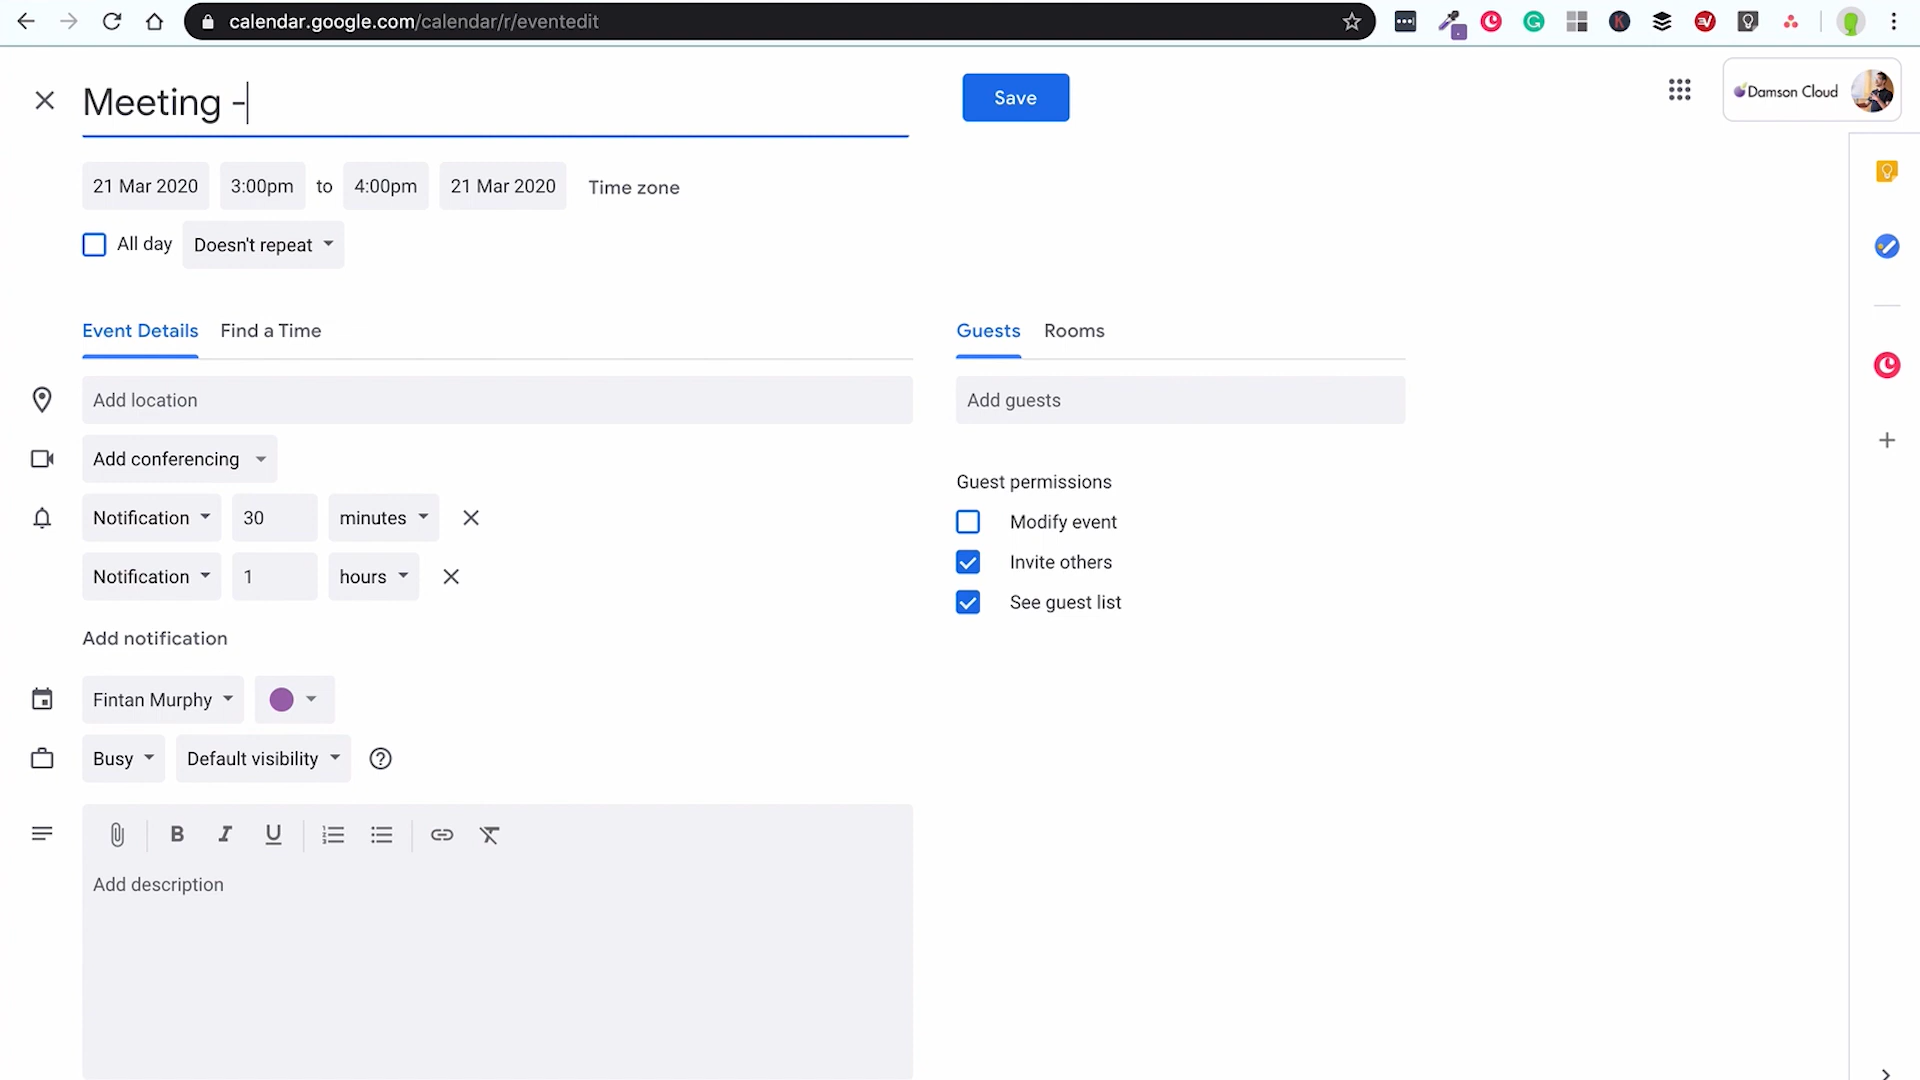 calendar.google.com/calendar/r/eventedit
Meeting -
Save
Damson Cloud
21 Mar 2020 3:00pm to 4:00pm 21 Mar 2020 Time zone
All day Doesn't repeat
Event Details Find a Time
Guests Rooms
Add location
Add guests
Add conferencing
Guest permissions
Notification 30 minutes
Modify event
Invite others
Notification 1 hours
See guest list
Add notification
Fintan Murphy
Busy Default visibility
B I U
Add description